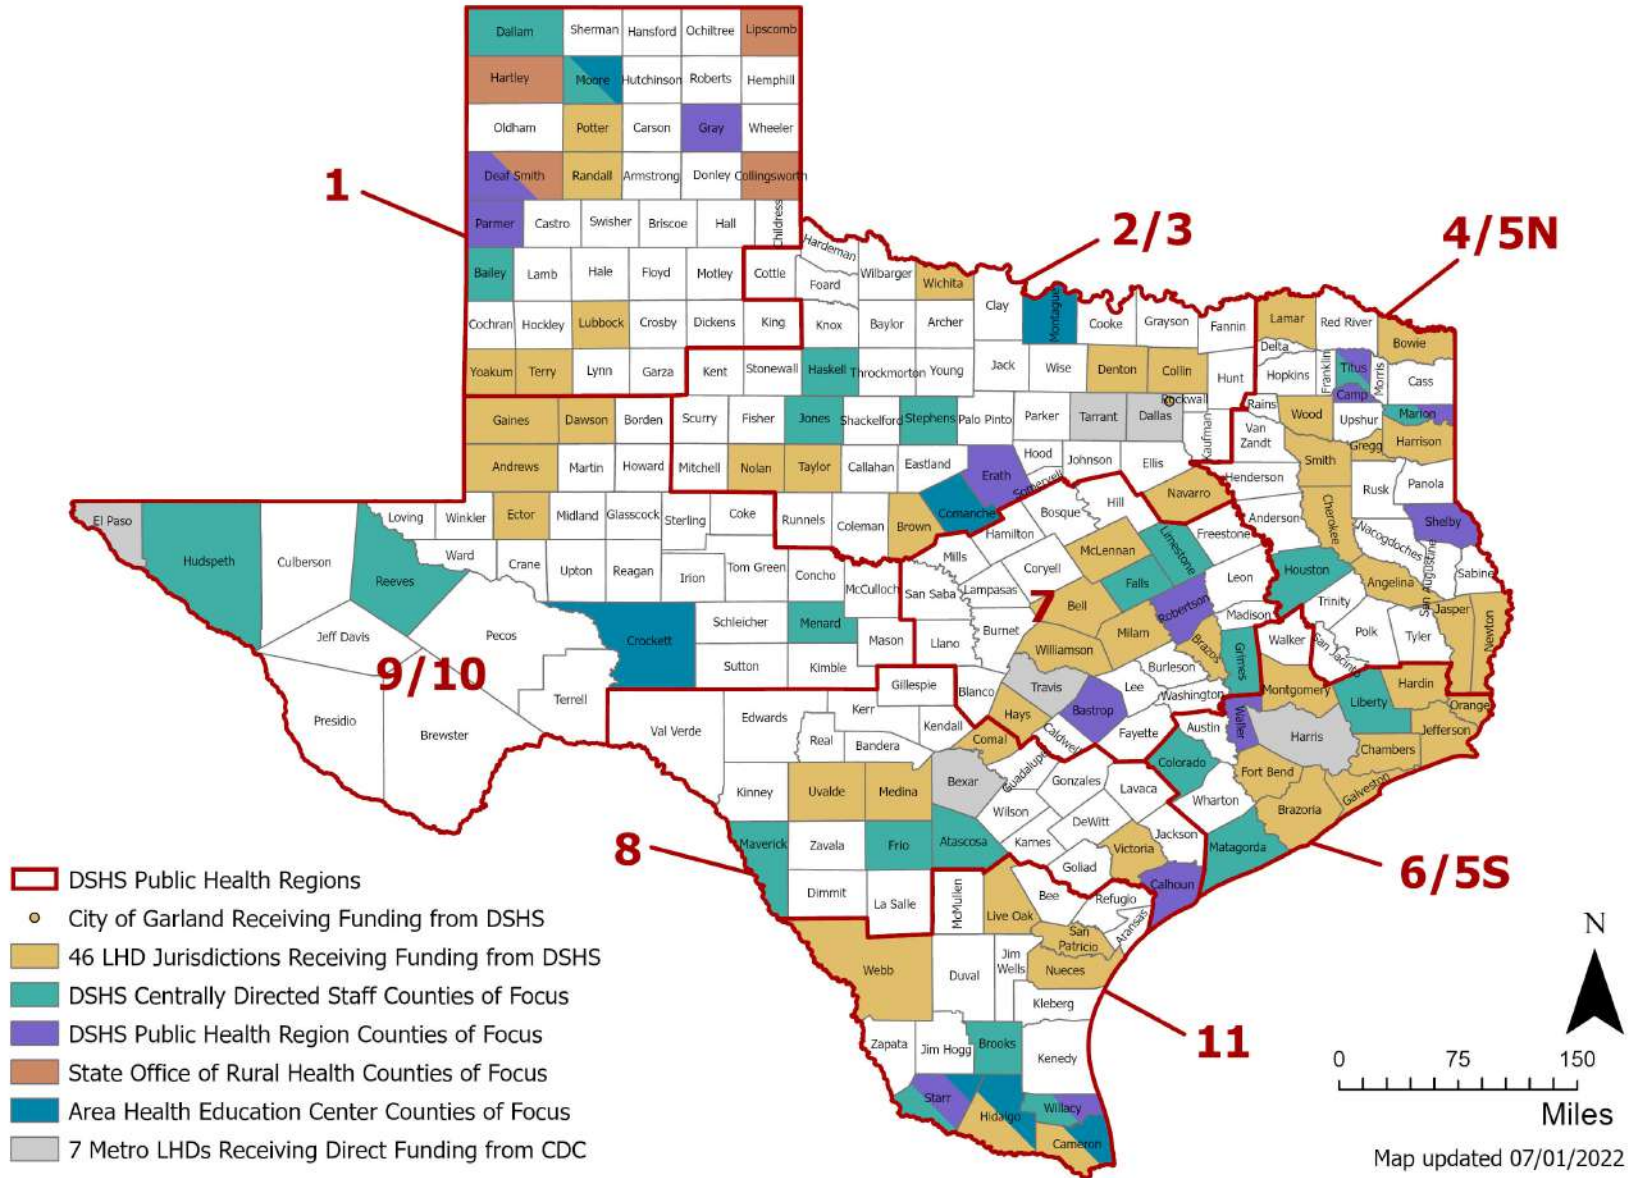 Dallam Sherman Hansford Ochiltree Lipscomb
Hartley Moore Hutchinson Roberts Hemphill
Oldham Potter Carson Gray Wheeler
Deaf Smith Randall Armstrong Donley Collingsworth
1
Parmer Castro Swisher Briscoe Hall Childress
2/3
4/5N
Hardeman
Bailey Lamb Hale Floyd Motley Cottle Foard Wilbarger Wichita
Clay Montague Cooke Grayson Fannin Lamar Red River Bowie
Cochran Hockley Lubbock Crosby Dickens King Knox Baylor Archer
Delta Hopkins Franklin Titus Morris Cass
Yoakum Terry Lynn Garza Kent Stonewall Haskell Throckmorton Young Jack Wise Denton Collin Hunt
Camp
Rockwall Rains Wood Upshur Marion
Gaines Dawson Borden Scurry Fisher Jones Shackelford Stephens Palo Pinto Parker Tarrant Dallas Kaufman Van Zandt
Gregg Harrison
Andrews Martin Howard Mitchell Nolan Taylor Callahan Eastland Erath Hood Somervell Johnson Ellis Henderson Smith Rusk Panola
El Paso Hudspeth Culberson Reeves Loving Winkler Ector Midland Glasscock Sterling Coke Runnels Coleman Brown Comanche Hamilton Bosque Hill Navarro Freestone Anderson Cherokee Nacogdoches Shelby
Ward Crane Upton Reagan Irion Tom Green Concho McCulloch Mills Lampasas Coryell McLennan Limestone Falls Leon Houston Angelina San Augustine Sabine
Jeff Davis Pecos Crockett Schleicher Menard Mason San Saba Llano Burnet
7
Bell Milam Robertson Brazos Madison Grimes Walker Trinity San Jacinto Polk Tyler Jasper Newton
Sutton Kimble Williamson Burleson Washington
9/10
Presidio Brewster Terrell Val Verde Edwards Gillespie Kerr Kendall Blanco Travis Hays Bastrop Lee Montgomery Liberty Hardin Orange
Real Bandera Comal Caldwell Fayette Austin Waller Harris Chambers Jefferson
Kinney Uvalde Medina Bexar Guadalupe Gonzales Lavaca Colorado Wharton Fort Bend Brazoria Galveston
Wilson DeWitt Jackson Matagorda
8
Maverick Zavala Frio Atascosa Karnes Goliad Victoria Calhoun
6/5S
Dimmit La Salle McMullen Live Oak Bee Refugio Aransas
San Patricio
Webb Duval Jim Wells Nueces
Kleberg
11
Zapata Jim Hogg Brooks Kenedy
Starr Hidalgo Willacy Cameron
DSHS Public Health Regions
City of Garland Receiving Funding from DSHS
46 LHD Jurisdictions Receiving Funding from DSHS
DSHS Centrally Directed Staff Counties of Focus
DSHS Public Health Region Counties of Focus
State Office of Rural Health Counties of Focus
Area Health Education Center Counties of Focus
7 Metro LHDs Receiving Direct Funding from CDC
N
0 75 150
Miles
Map updated 07/01/2022